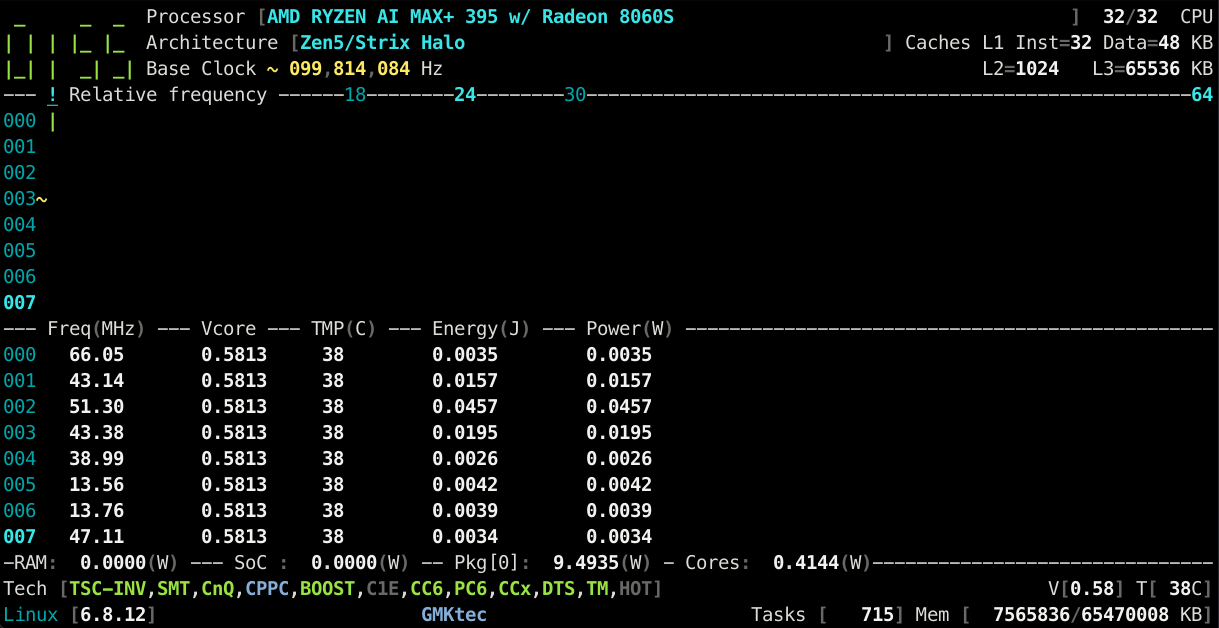 Processor [AMD RYZEN AI MAX+ 395 w/ Radeon 8060S ] 32/32 CPU
Architecture [Zen5/Strix Halo ] Caches L1 Inst=32 Data=48 KB
Base Clock ~ 099,814,084 Hz L2=1024 L3=65536 KB
--- ! Relative frequency ------18--------24--------30-------------------------------------------------------64
000
001
002
003~
004
005
006
007
--- Freq(MHz) --- Vcore --- TMP(C) --- Energy(J) --- Power(W) ------------------------------------------------
000 66.05 0.5813 38 0.0035 0.0035
001 43.14 0.5813 38 0.0157 0.0157
002 51.30 0.5813 38 0.0457 0.0457
003 43.38 0.5813 38 0.0195 0.0195
004 38.99 0.5813 38 0.0026 0.0026
005 13.56 0.5813 38 0.0042 0.0042
006 13.76 0.5813 38 0.0039 0.0039
007 47.11 0.5813 38 0.0034 0.0034
-RAM: 0.0000(W) --- SoC : 0.0000(W) -- Pkg[0]: 9.4935(W) - Cores: 0.4144(W)-------------------------------
Tech [TSC-INV,SMT,CnQ,CPPC,BOOST,C1E,CC6,PC6,CCx,DTS,TM,HOT] V[0.58] T[ 38C]
Linux [6.8.12] GMKtec Tasks [ 715] Mem [ 7565836/65470008 KB]